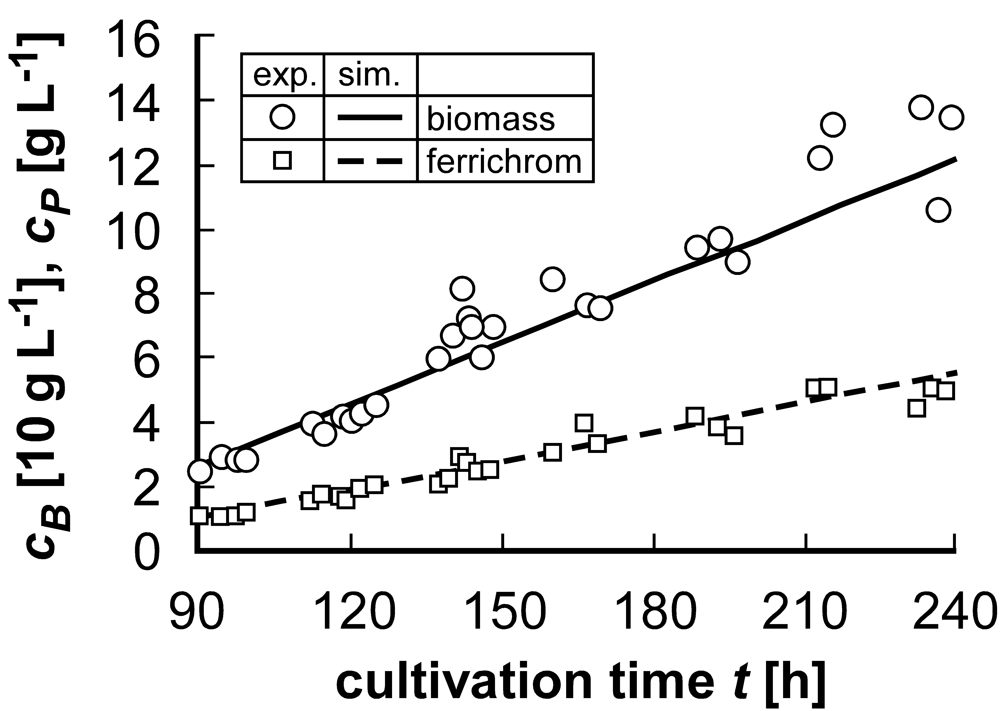 c_B [10 g L⁻¹], c_P [g L⁻¹]
16
14
12
10
8
6
4
2
0
exp. sim.
biomass
ferrichrom
90 120 150 180 210 240
cultivation time t [h]